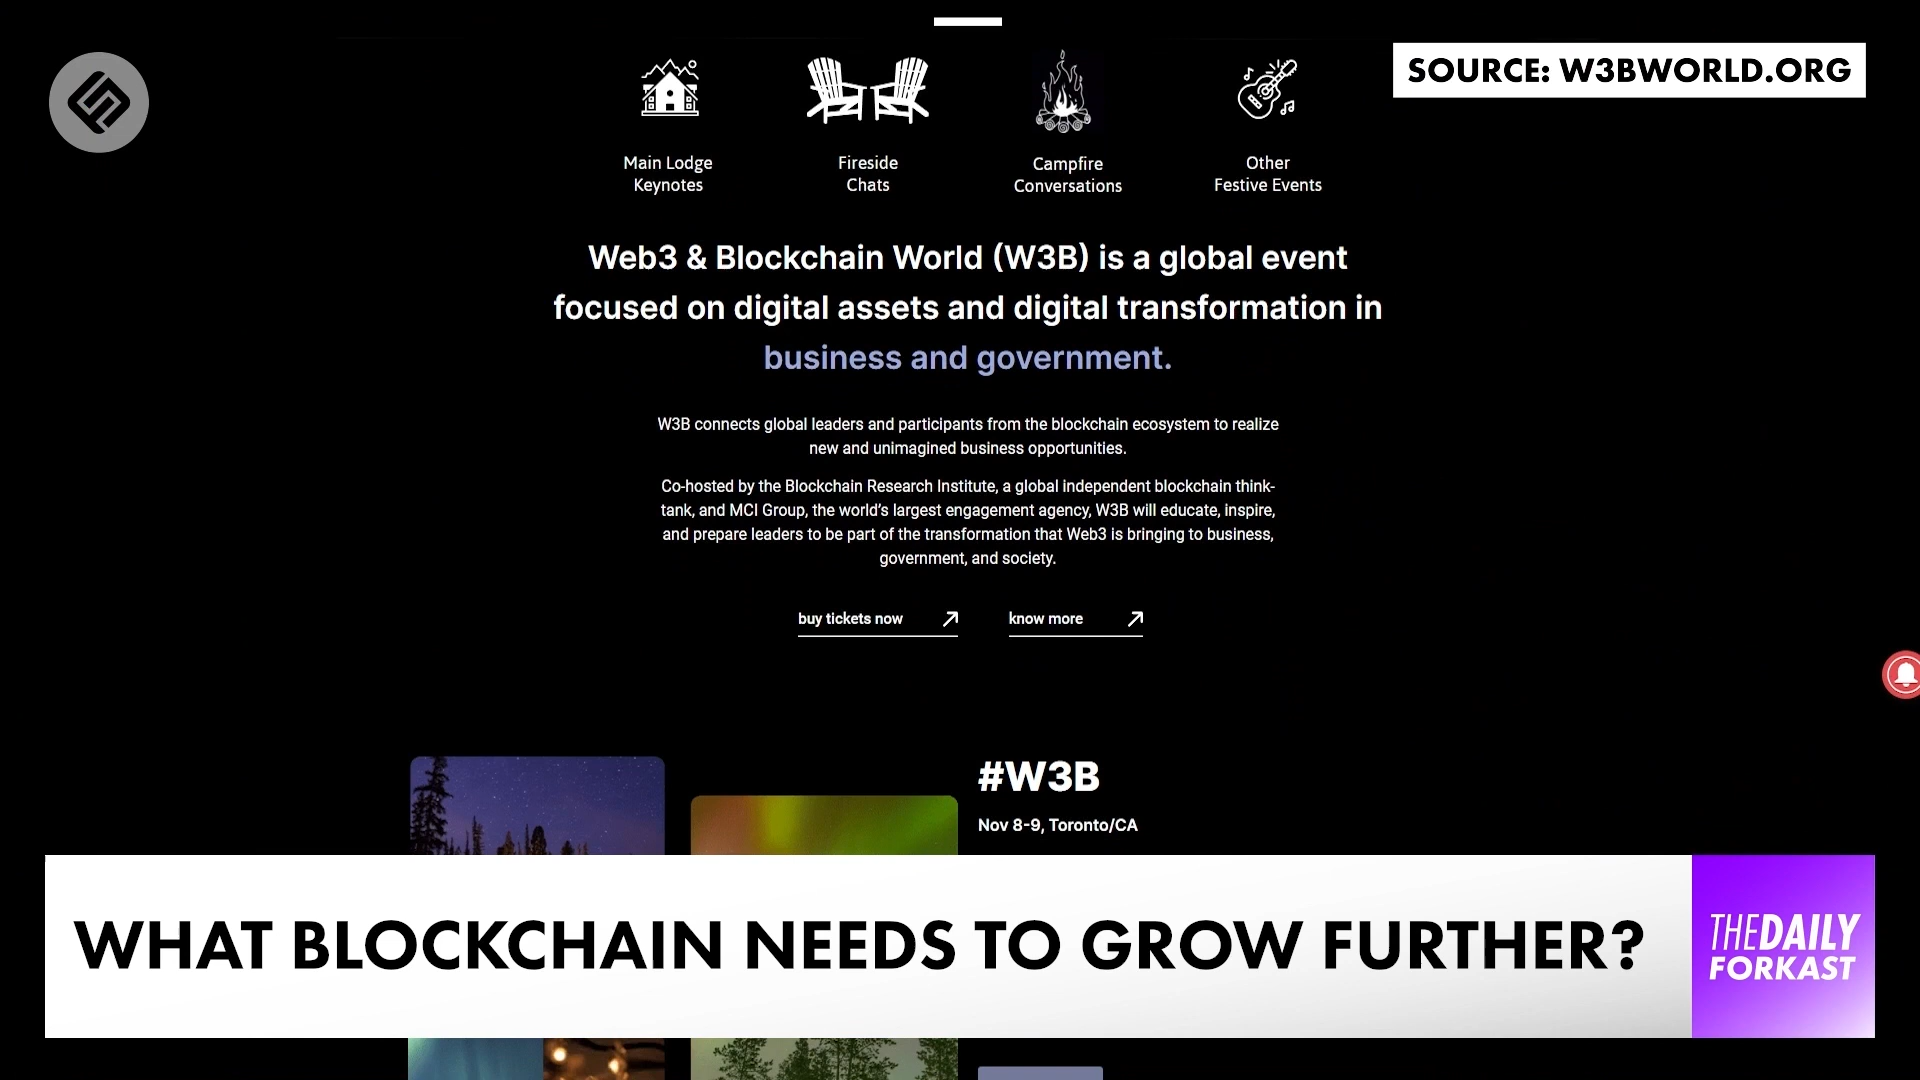 SOURCE: W3BWORLD.ORG
Main Lodge
Keynotes
Fireside
Chats
Campfire
Conversations
Other
Festive Events
Web3 & Blockchain World (W3B) is a global event
focused on digital assets and digital transformation in
business and government.
W3B connects global leaders and participants from the blockchain ecosystem to realize
new and unimagined business opportunities.
Co-hosted by the Blockchain Research Institute, a global independent blockchain think-
tank, and MCI Group, the world’s largest engagement agency, W3B will educate, inspire,
and prepare leaders to be part of the transformation that Web3 is bringing to business,
government, and society.
buy tickets now
know more
#W3B
Nov 8-9, Toronto/CA
WHAT BLOCKCHAIN NEEDS TO GROW FURTHER?
THEDAILY
FORKAST